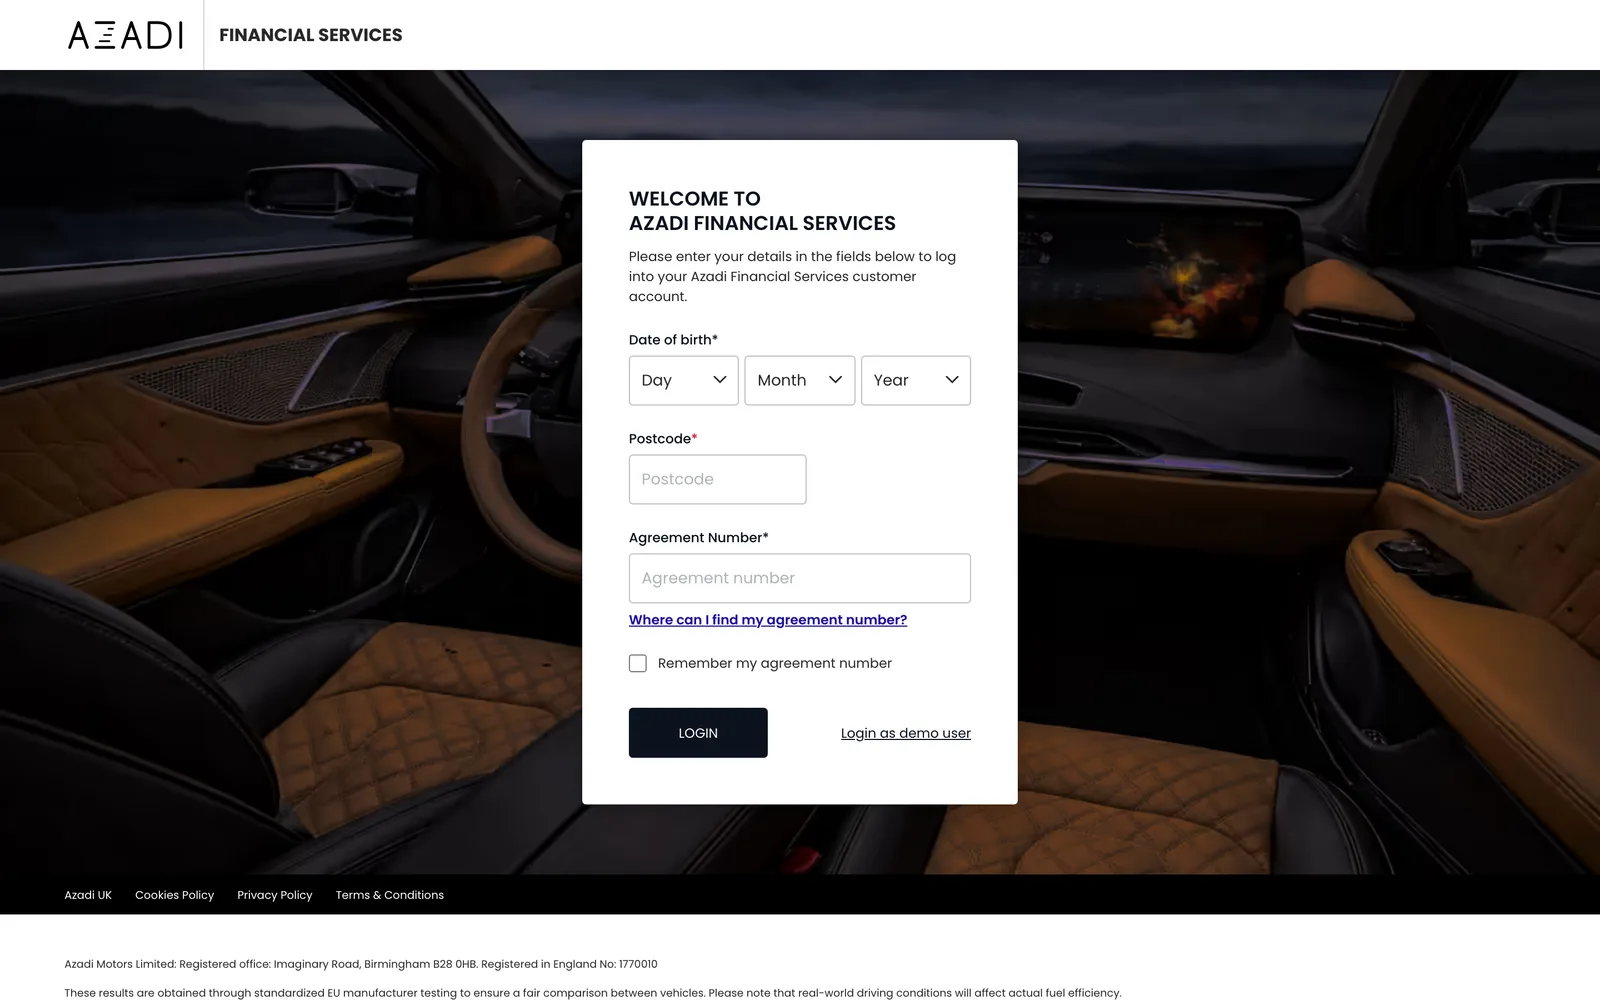 AZADI
FINANCIAL SERVICES
WELCOME TO
AZADI FINANCIAL SERVICES
Please enter your details in the fields below to log
into your Azadi Financial Services customer
account.
Date of birth*
Day Month Year
Postcode*
Postcode
Agreement Number*
Agreement number
Where can I find my agreement number?
Remember my agreement number
LOGIN Login as demo user
Azadi UK Cookies Policy Privacy Policy Terms & Conditions
Azadi Motors Limited: Registered office: Imaginary Road, Birmingham B28 0HB. Registered in England No: 1770010
These results are obtained through standardized EU manufacturer testing to ensure a fair comparison between vehicles. Please note that real-world driving conditions will affect actual fuel efficiency.